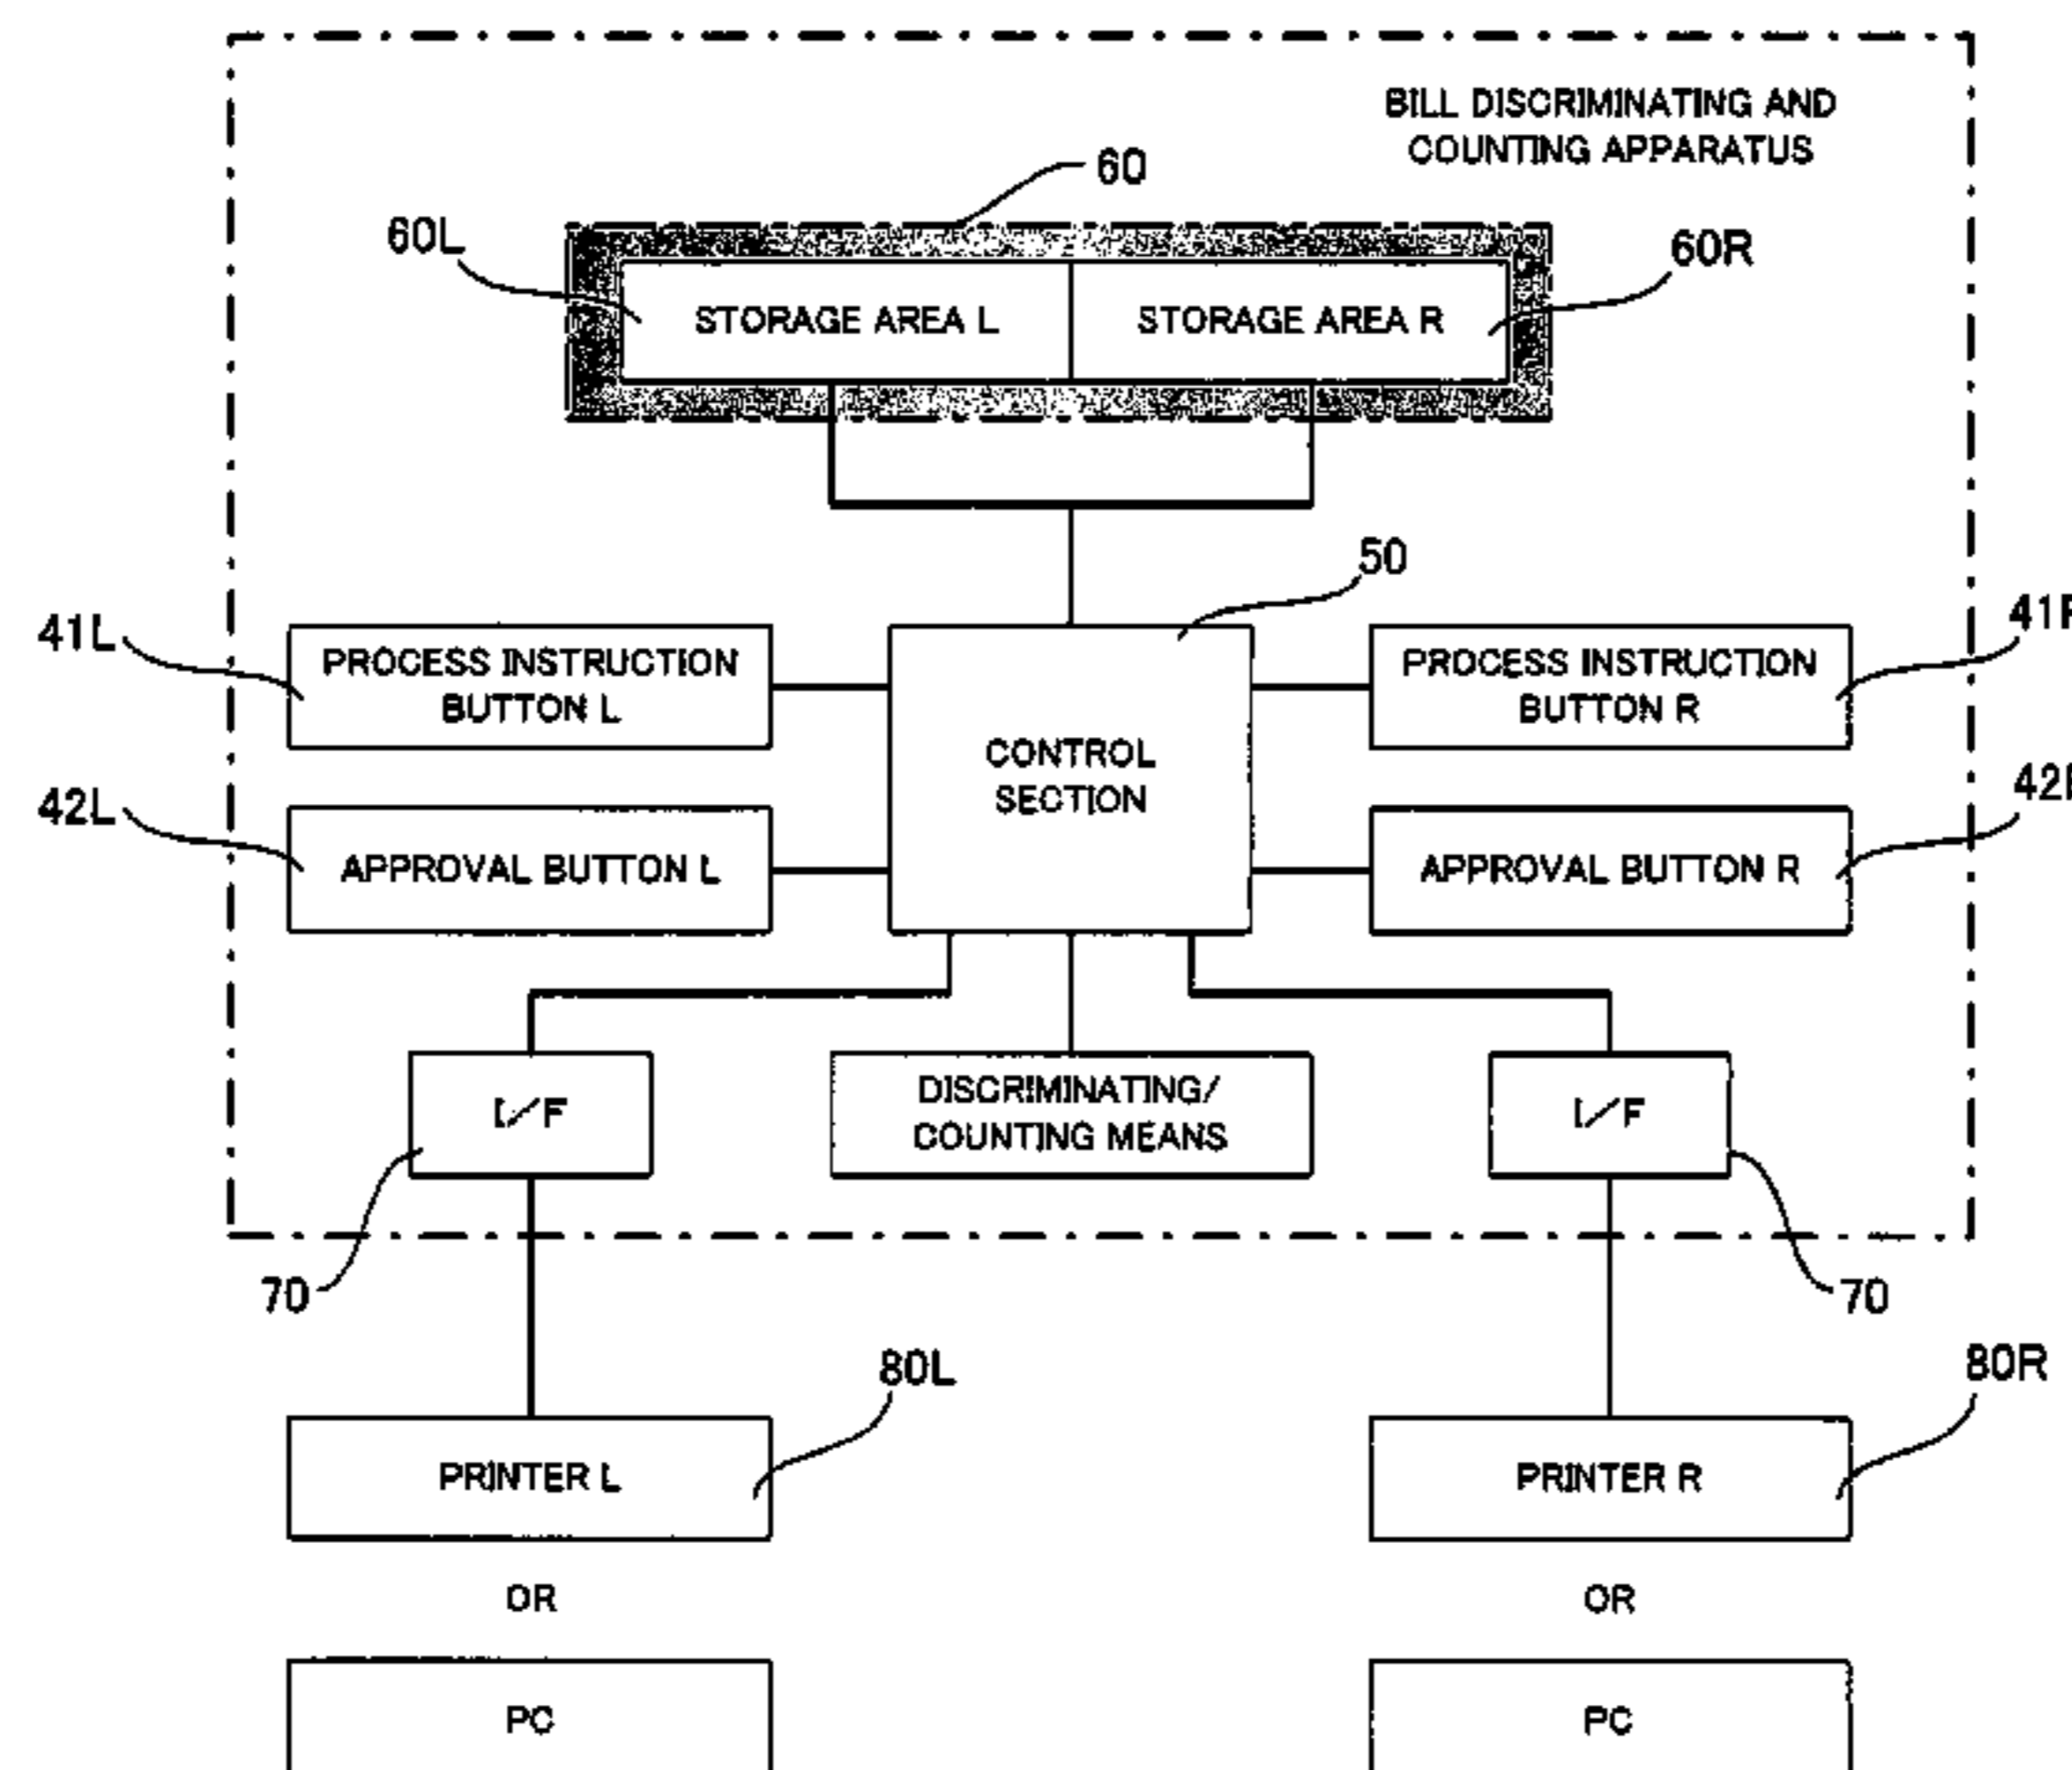 BILL DISCRIMINATING AND
COUNTING APPARATUS
60
60L
60R
STORAGE AREA L
STORAGE AREA R
50
41L
PROCESS INSTRUCTION
BUTTON L
CONTROL
SECTION
PROCESS INSTRUCTION
BUTTON R
42L
APPROVAL BUTTON L
APPROVAL BUTTON R
I/F
DISCRIMINATING/
COUNTING MEANS
I/F
70
70
80L
80R
PRINTER L
PRINTER R
OR
OR
PC
PC